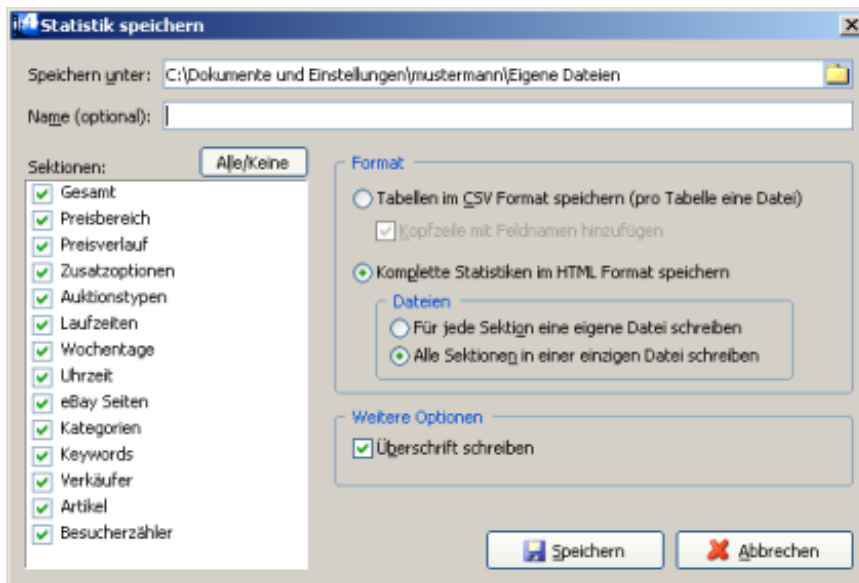 Statistik speichern
Speichern unter: C:\Dokumente und Einstellungen\mustermann\Eigene Dateien
Name (optional):
Sektionen:
Alle/Keine
Gesamt
Preisbereich
Preisverlauf
Zusatzoptionen
Auktionstypen
Laufzeiten
Wochentage
Uhrzeit
eBay Seiten
Kategorien
Keywords
Verkäufer
Artikel
Besucherzähler
Format
Tabellen im CSV Format speichern (pro Tabelle eine Datei)
Kopfzeile mit Feldnamen hinzufügen
Komplette Statistiken im HTML Format speichern
Dateien
Für jede Sektion eine eigene Datei schreiben
Alle Sektionen in einer einzigen Datei schreiben
Weitere Optionen
Überschrift schreiben
Speichern
Abbrechen